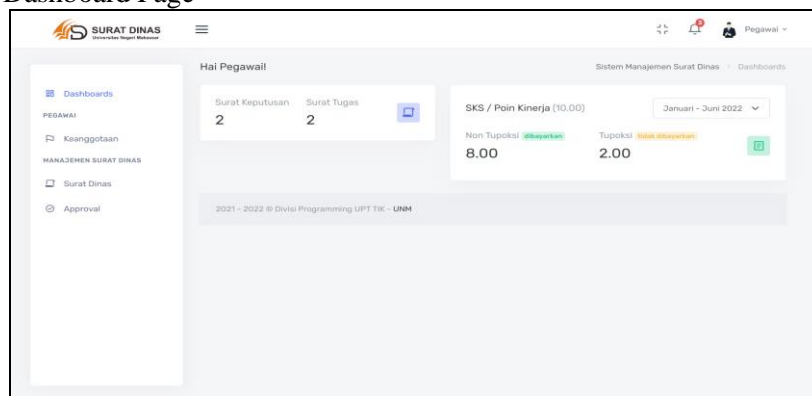 Dashboard Page
SURAT DINAS
Universitas Negeri Makassar
Pegawai
Hai Pegawai!
Sistem Manajemen Surat Dinas > Dashboards
Dashboards
PEGAWAI
Keanggotaan
MANAJEMEN SURAT DINAS
Surat Dinas
Approval
Surat Keputusan
2
Surat Tugas
2
SKS / Poin Kinerja (10.00)
Januari - Juni 2022
Non Tupoksi dibayarkan
8.00
Tupoksi tidak dibayarkan
2.00
2021 - 2022 © Divisi Programming UPT TIK - UNM